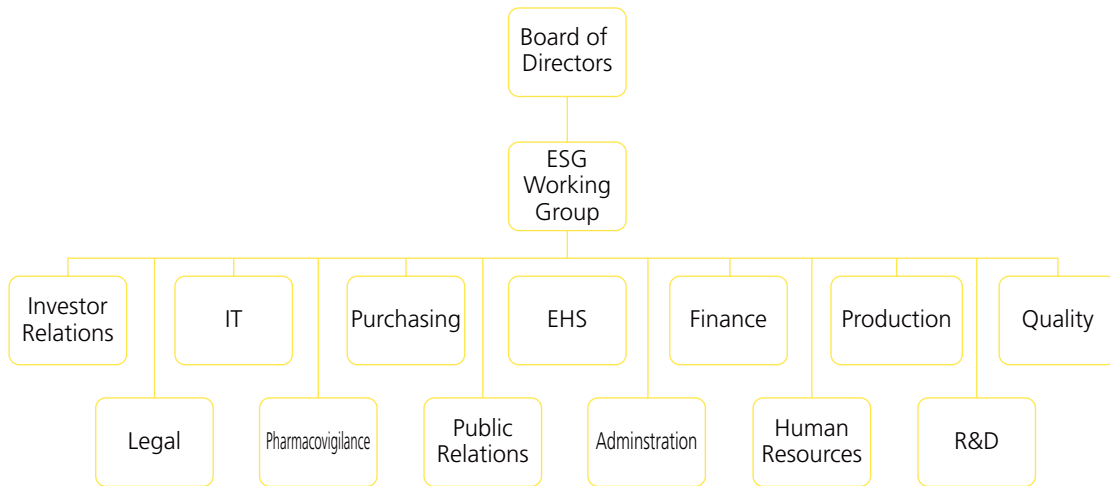 Board of
Directors
ESG
Working
Group
Investor
Relations
IT
Purchasing
EHS
Finance
Production
Quality
Legal
Pharmacovigilance
Public
Relations
Adminstration
Human
Resources
R&D